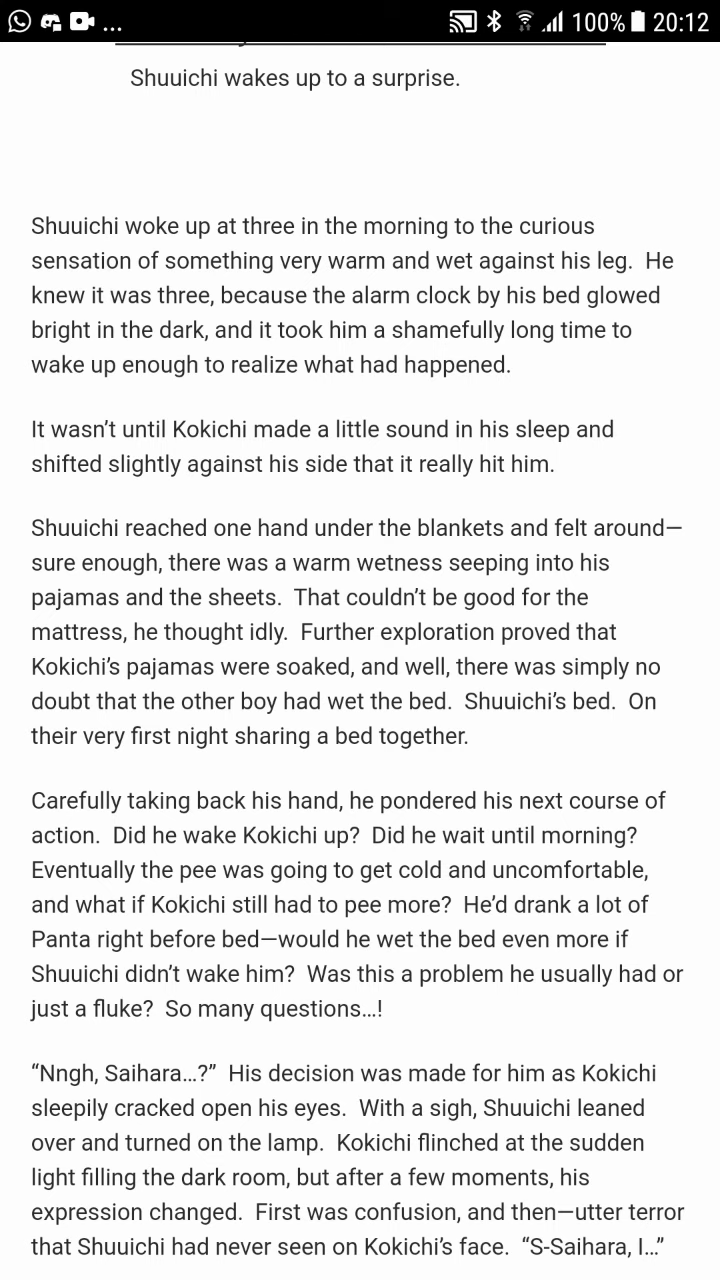 ... 100% 20:12
Shuuichi wakes up to a surprise.
Shuuichi woke up at three in the morning to the curious
sensation of something very warm and wet against his leg.  He
knew it was three, because the alarm clock by his bed glowed
bright in the dark, and it took him a shamefully long time to
wake up enough to realize what had happened.
It wasn’t until Kokichi made a little sound in his sleep and
shifted slightly against his side that it really hit him.
Shuuichi reached one hand under the blankets and felt around—
sure enough, there was a warm wetness seeping into his
pajamas and the sheets.  That couldn’t be good for the
mattress, he thought idly.  Further exploration proved that
Kokichi’s pajamas were soaked, and well, there was simply no
doubt that the other boy had wet the bed.  Shuuichi’s bed.  On
their very first night sharing a bed together.
Carefully taking back his hand, he pondered his next course of
action.  Did he wake Kokichi up?  Did he wait until morning?
Eventually the pee was going to get cold and uncomfortable,
and what if Kokichi still had to pee more?  He’d drank a lot of
Panta right before bed—would he wet the bed even more if
Shuuichi didn’t wake him?  Was this a problem he usually had or
just a fluke?  So many questions…!
“Nngh, Saihara…?”  His decision was made for him as Kokichi
sleepily cracked open his eyes.  With a sigh, Shuuichi leaned
over and turned on the lamp.  Kokichi flinched at the sudden
light filling the dark room, but after a few moments, his
expression changed.  First was confusion, and then—utter terror
that Shuuichi had never seen on Kokichi’s face.  “S-Saihara, I…”